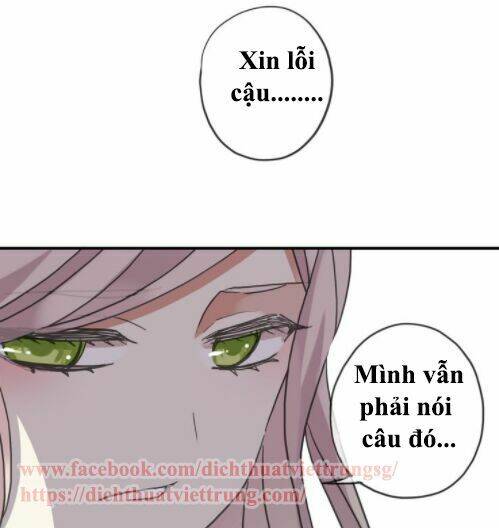 Xin lỗi
cậu........
Mình vẫn
phải nói
câu đó...
www.facebook.com/dichthuatviettrungsg/
https://dichthuatviettrung.com/